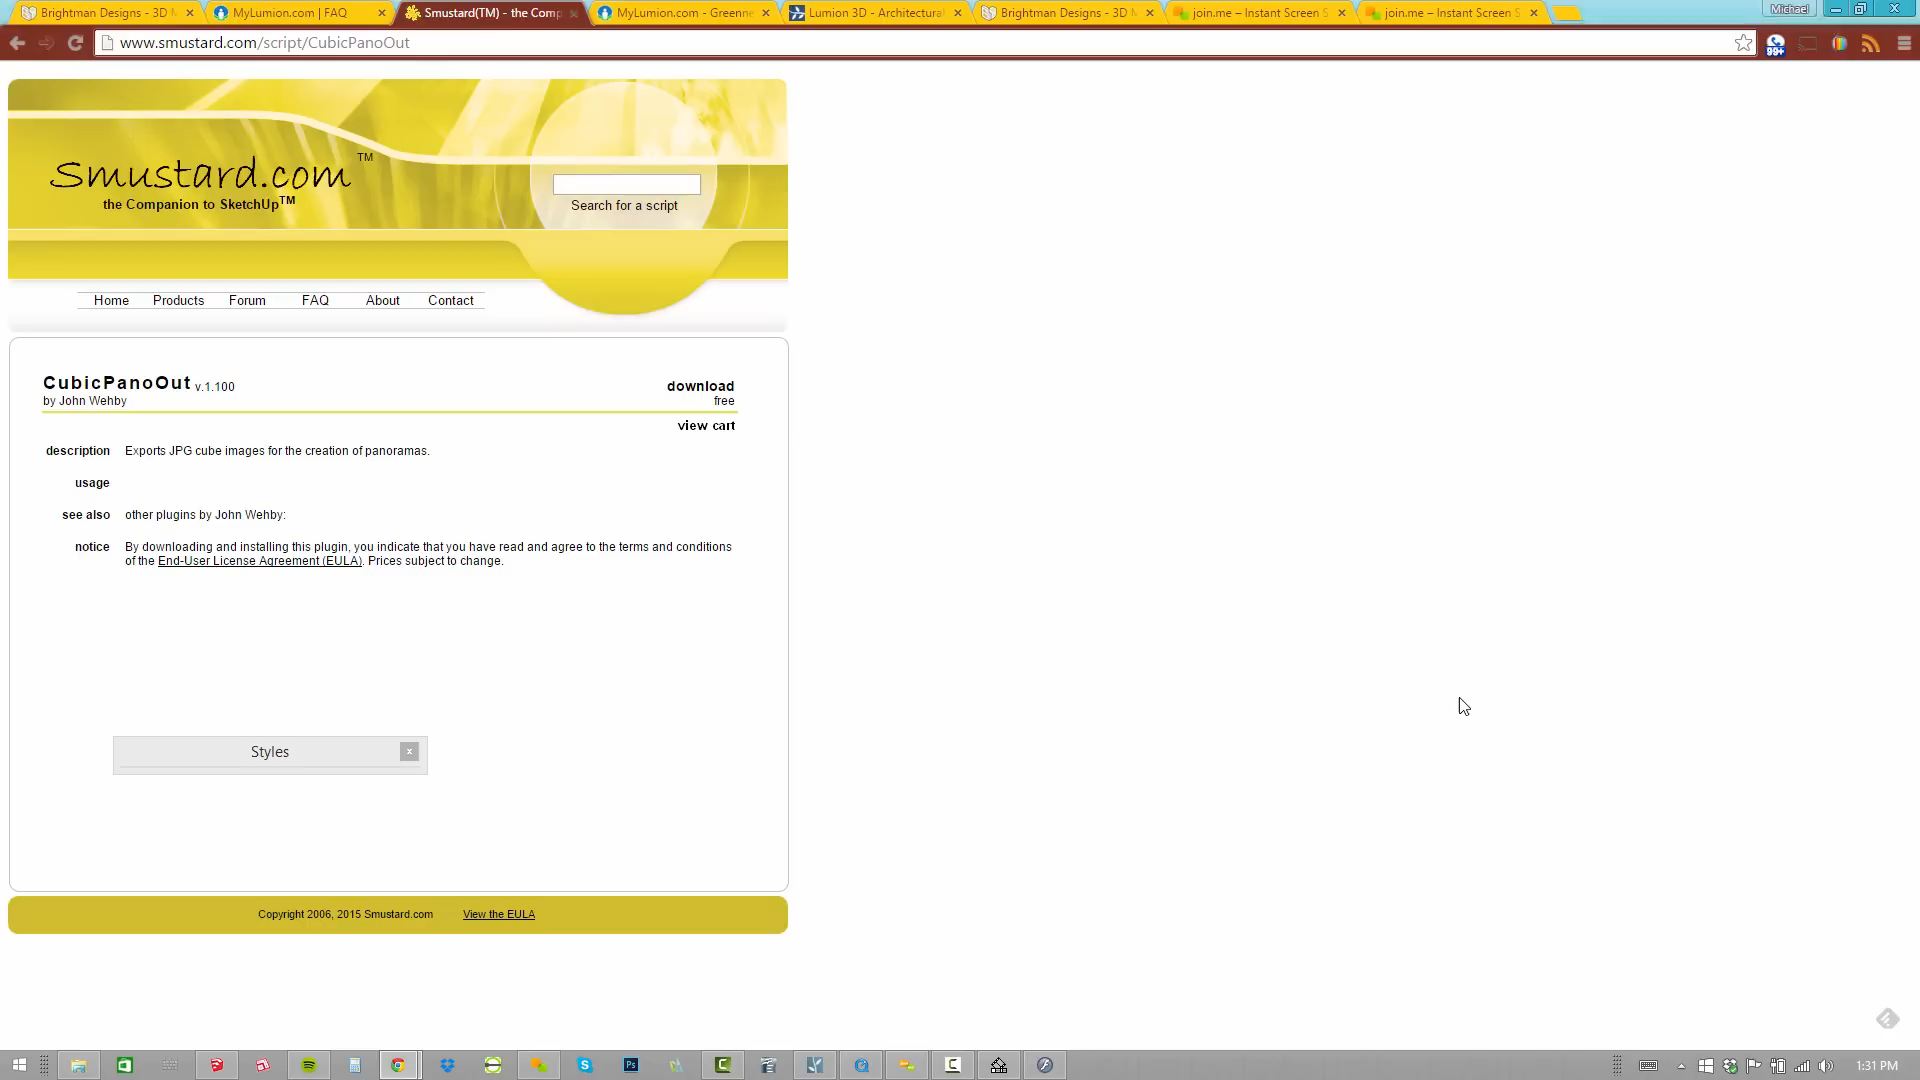 Brightman Designs - 3D M
MyLumion.com | FAQ
Smustard(TM) - the Comp
MyLumion.com - Greenne
Lumion 3D - Architectural
Brightman Designs - 3D M
join.me – Instant Screen S
join.me – Instant Screen S
Michael
www.smustard.com/script/CubicPanoOut
99+
Smustard.com TM
the Companion to SketchUp TM
Search for a script
Home Products Forum FAQ About Contact
CubicPanoOut v.1.100
download
by John Wehby
free
view cart
description Exports JPG cube images for the creation of panoramas.
usage
see also other plugins by John Wehby:
notice By downloading and installing this plugin, you indicate that you have read and agree to the terms and conditions
of the End-User License Agreement (EULA). Prices subject to change.
Styles
Copyright 2006, 2015 Smustard.com View the EULA
1:31 PM